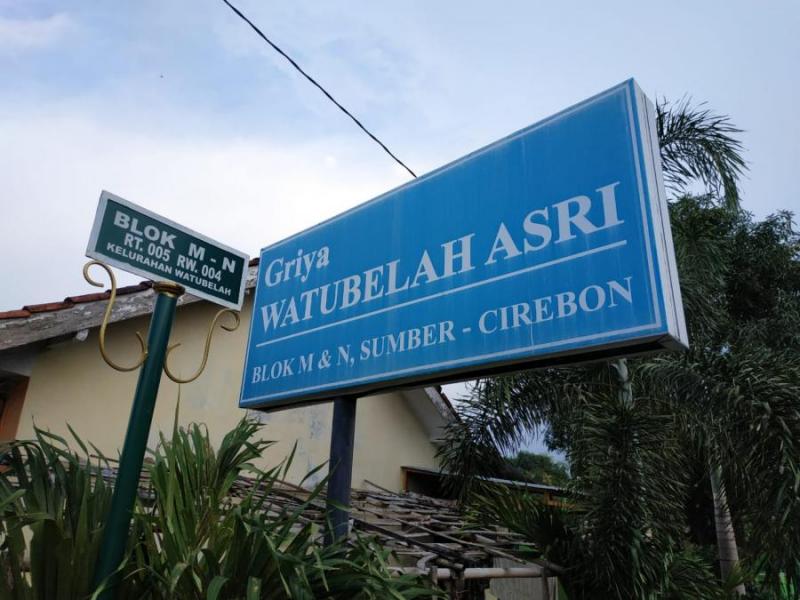 BLOK M - N
RT. 005 RW. 004
KELURAHAN WATUBELAH
Griya
WATUBELAH ASRI
BLOK M & N, SUMBER - CIREBON